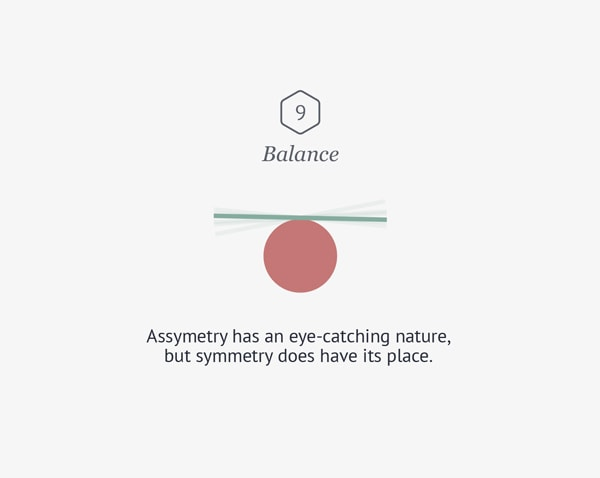 9
Balance
Assymetry has an eye-catching nature,
but symmetry does have its place.